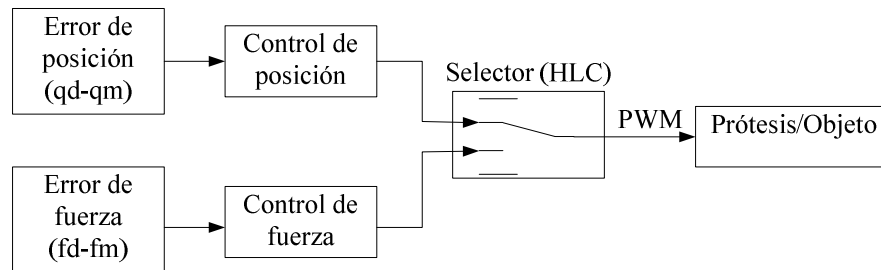 Error de
posición
(qd-qm)
Control de
posición
Selector (HLC)
PWM
Prótesis/Objeto
Error de
fuerza
(fd-fm)
Control de
fuerza